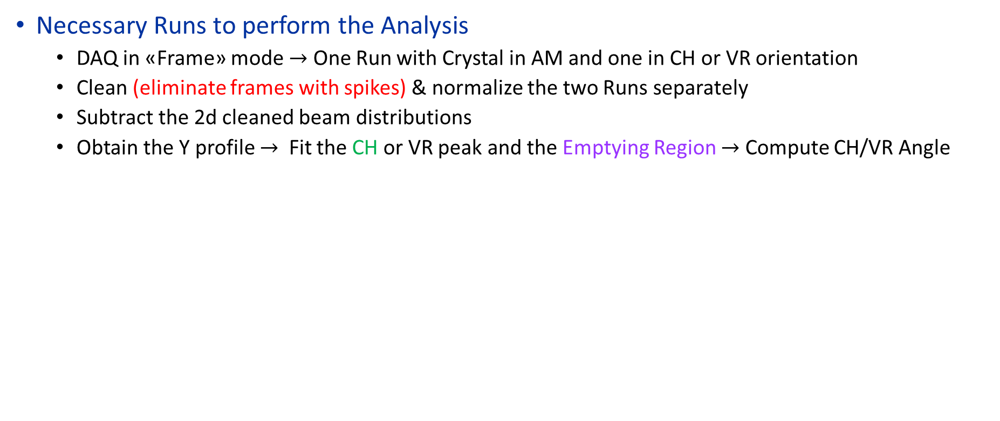 • Necessary Runs to perform the Analysis
• DAQ in «Frame» mode → One Run with Crystal in AM and one in CH or VR orientation
• Clean (eliminate frames with spikes) & normalize the two Runs separately
• Subtract the 2d cleaned beam distributions
• Obtain the Y profile → Fit the CH or VR peak and the Emptying Region → Compute CH/VR Angle